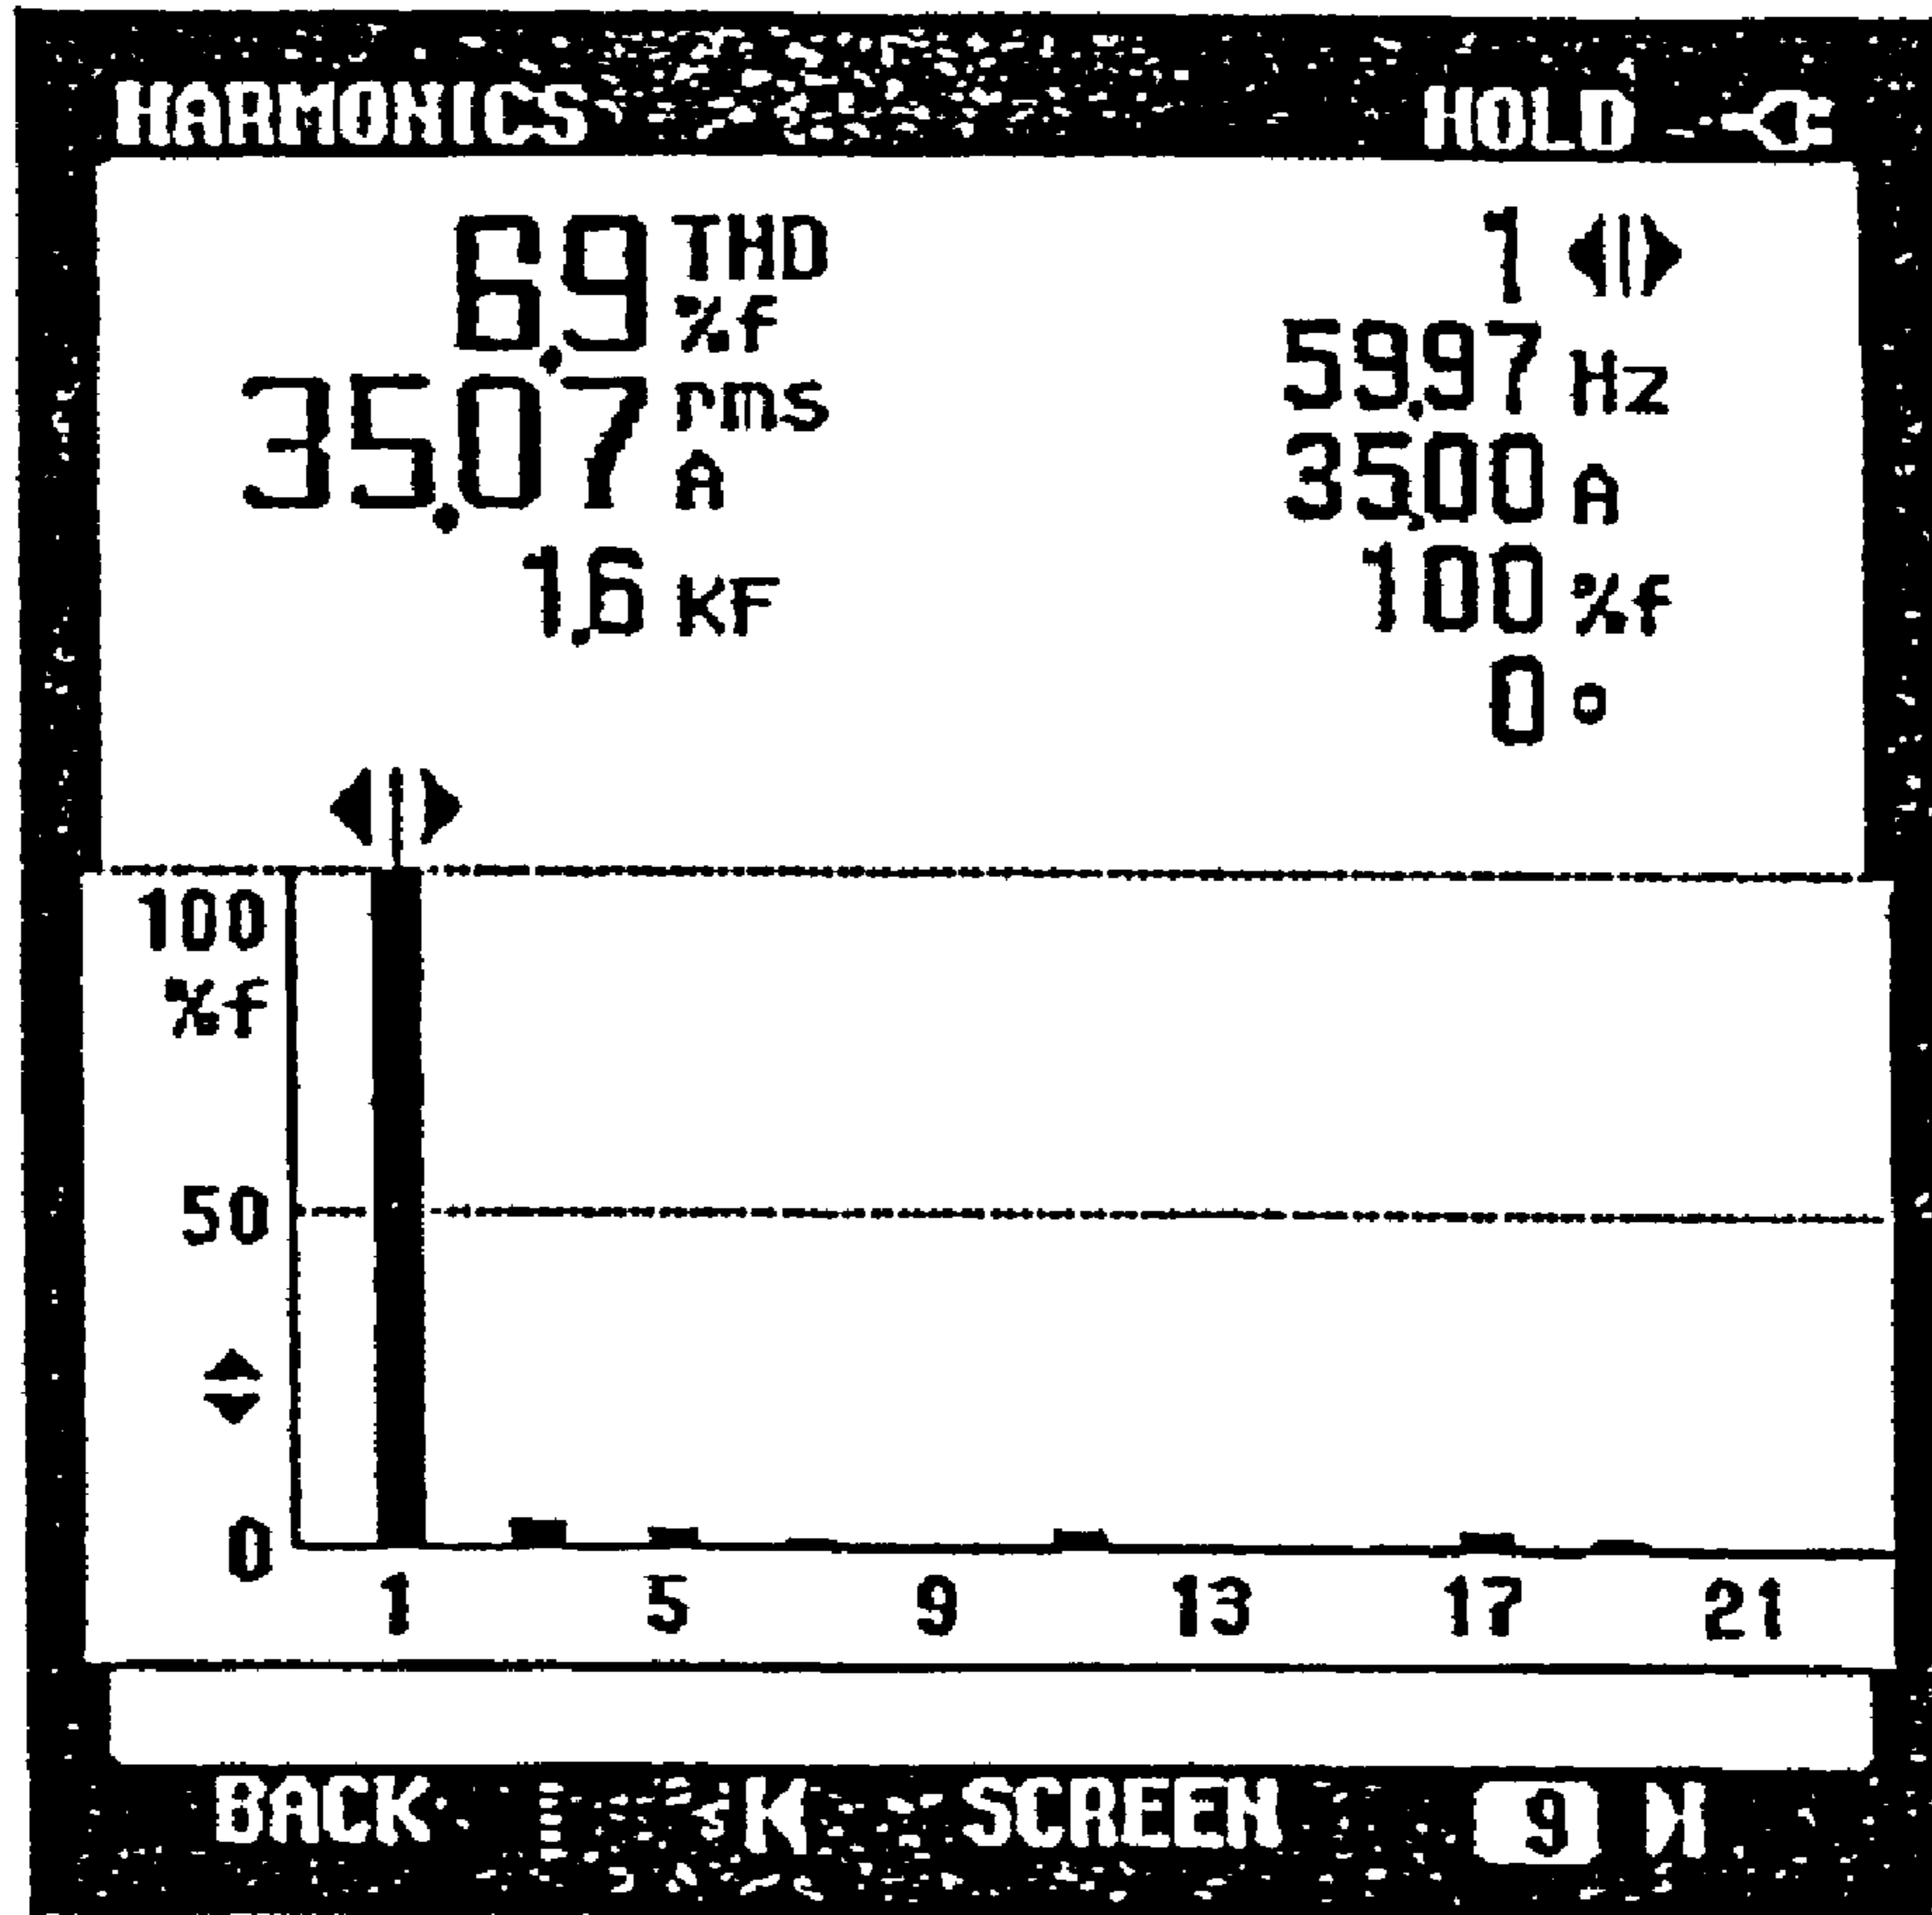 HARMONICS HOLD
6,9 THD %f
1
35,07 rms A
59,97 Hz
35,00 A
1,6 KF
100 %f
0 °
100
%f
50
0
1 5 9 13 17 21
BACK SCREEN 9